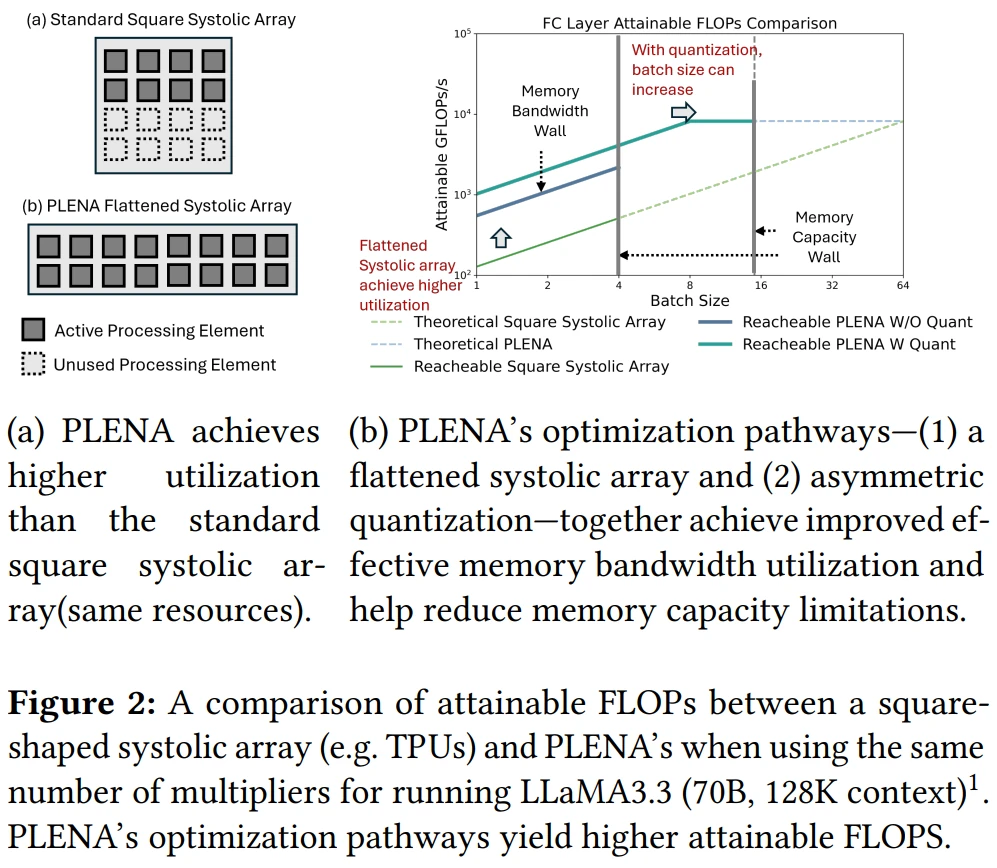 (a) Standard Square Systolic Array
(b) PLENA Flattened Systolic Array
Active Processing Element
Unused Processing Element
FC Layer Attainable FLOPs Comparison
Attainable GFLOPs/s
10⁵
10⁴
10³
10²
With quantization,
batch size can
increase
Memory
Bandwidth
Wall
Memory
Capacity
Wall
Flattened
Systolic array
achieve higher
utilization
1 2 4 8 16 32 64
Batch Size
Theoretical Square Systolic Array
Theoretical PLENA
Reacheable Square Systolic Array
Reacheable PLENA W/O Quant
Reacheable PLENA W Quant
(a) PLENA achieves
higher utilization
than the standard
square systolic ar-
ray(same resources).
(b) PLENA's optimization pathways—(1) a
flattened systolic array and (2) asymmetric
quantization—together achieve improved ef-
fective memory bandwidth utilization and
help reduce memory capacity limitations.
Figure 2: A comparison of attainable FLOPs between a square-
shaped systolic array (e.g. TPUs) and PLENA's when using the same
number of multipliers for running LLaMA3.3 (70B, 128K context)¹.
PLENA's optimization pathways yield higher attainable FLOPS.